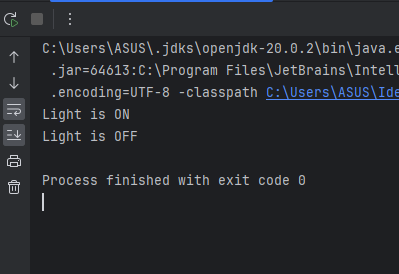 C:\Users\ASUS\.jdks\openjdk-20.0.2\bin\java.e
.jar=64613:C:\Program Files\JetBrains\Intell
.encoding=UTF-8 -classpath C:\Users\ASUS\Ide
Light is ON
Light is OFF
Process finished with exit code 0